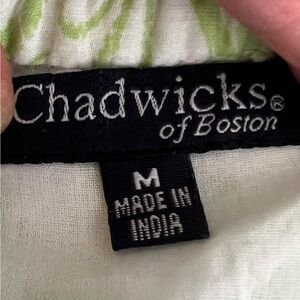 Chadwicks®
of Boston
M
MADE IN
INDIA